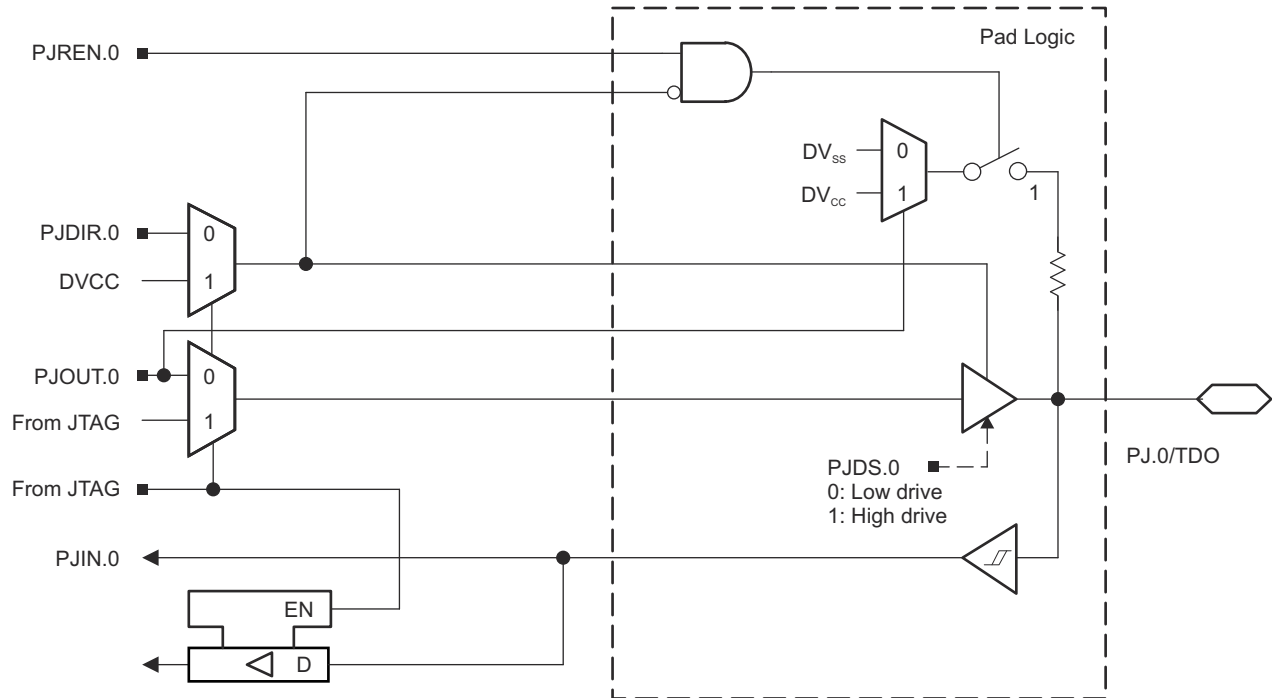 Pad Logic
PJREN.0
DVSS
0
DVCC
1
1
PJDIR.0
0
DVCC
1
PJOUT.0
0
From JTAG
1
PJDS.0
0: Low drive
1: High drive
PJ.0/TDO
From JTAG
PJIN.0
EN
D